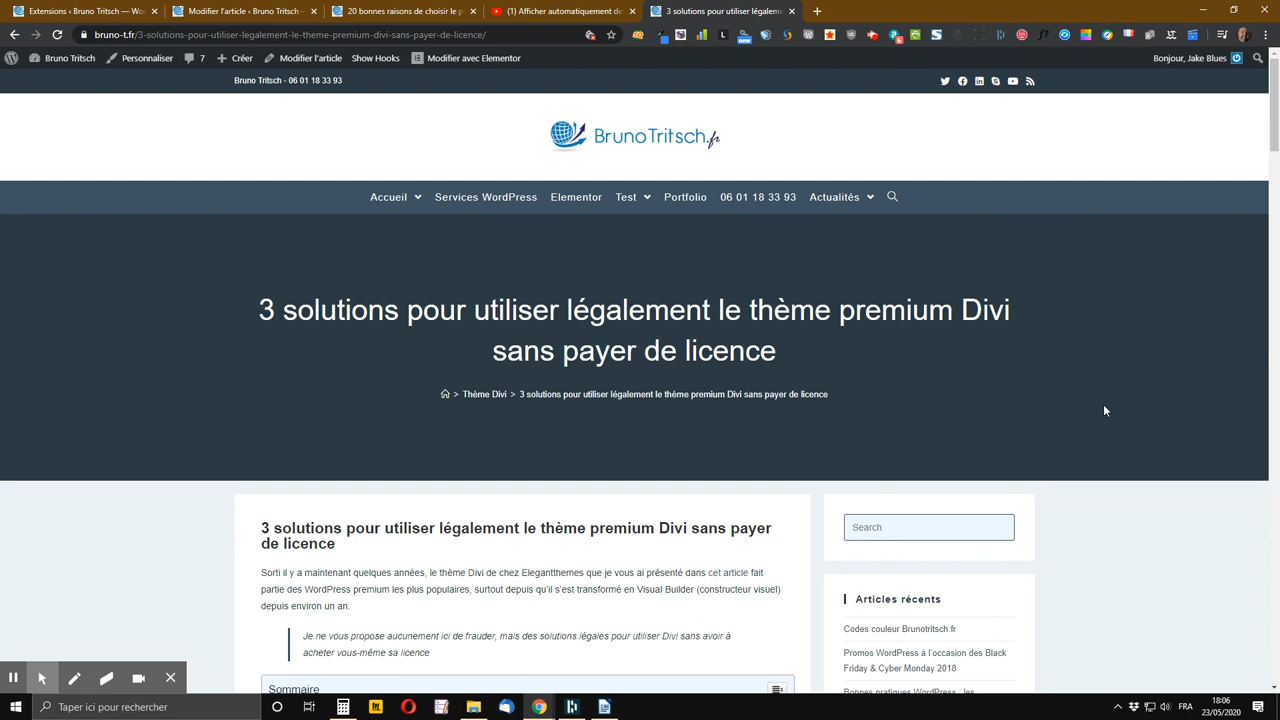 Extensions ‹ Bruno Tritsch — Wo
Modifier l'article ‹ Bruno Tritsch –
20 bonnes raisons de choisir le p
(1) Afficher automatiquement de
3 solutions pour utiliser légaleme
bruno-t.fr/3-solutions-pour-utiliser-legalement-le-theme-premium-divi-sans-payer-de-licence/
Bruno Tritsch Personnaliser 7 Créer Modifier l'article Show Hooks Modifier avec Elementor Bonjour, Jake Blues
Bruno Tritsch - 06 01 18 33 93
BrunoTritsch.fr
Accueil Services WordPress Elementor Test Portfolio 06 01 18 33 93 Actualités
3 solutions pour utiliser légalement le thème premium Divi
sans payer de licence
> Thème Divi > 3 solutions pour utiliser légalement le thème premium Divi sans payer de licence
3 solutions pour utiliser légalement le thème premium Divi sans payer
de licence
Sorti il y a maintenant quelques années, le thème Divi de chez Elegantthemes que je vous ai présenté dans cet article fait
partie des WordPress premium les plus populaires, surtout depuis qu'il s'est transformé en Visual Builder (constructeur visuel)
depuis environ un an.
Je ne vous propose aucunement ici de frauder, mais des solutions légales pour utiliser Divi sans avoir à
acheter vous-même sa licence
Sommaire
Search
Articles récents
Codes couleur Brunotritsch.fr
Promos WordPress à l'occasion des Black
Friday & Cyber Monday 2018
Bonnes pratiques WordPress : les
Taper ici pour rechercher
FRA
18:06
23/05/2020